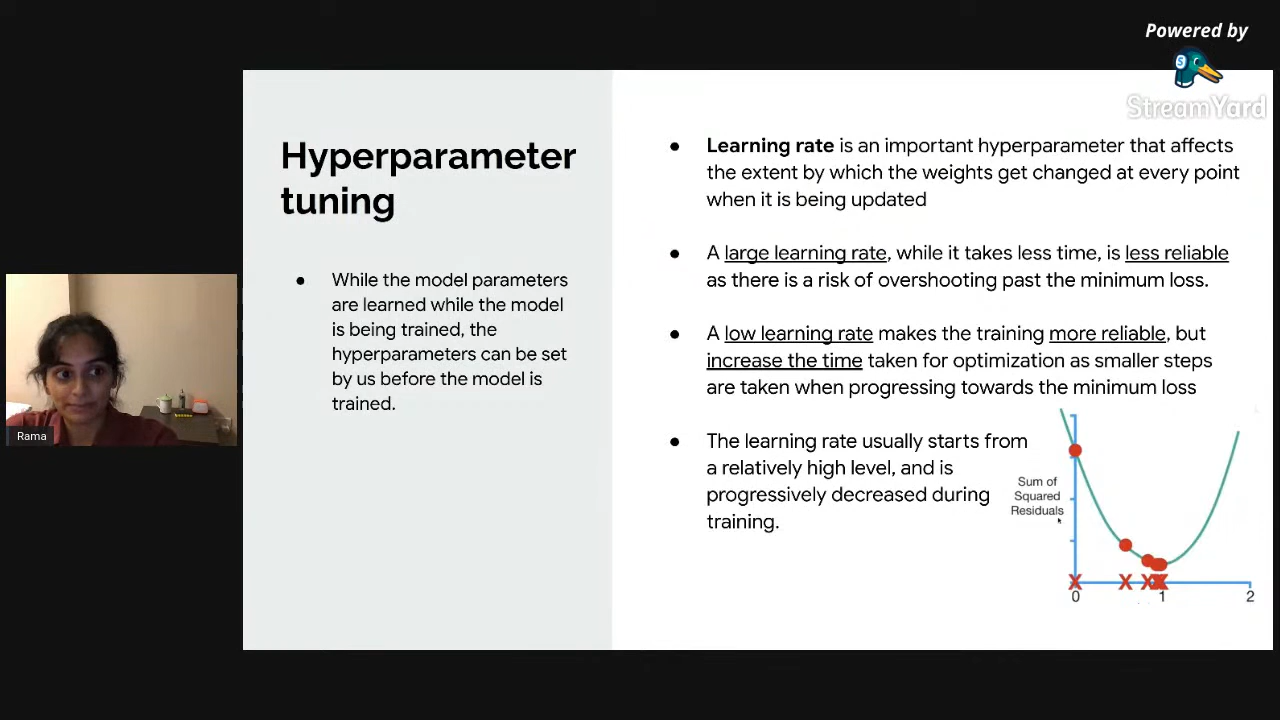 Powered by
StreamYard
Hyperparameter
tuning
While the model parameters
are learned while the model
is being trained, the
hyperparameters can be set
by us before the model is
trained.
Learning rate is an important hyperparameter that affects
the extent by which the weights get changed at every point
when it is being updated
A large learning rate, while it takes less time, is less reliable
as there is a risk of overshooting past the minimum loss.
A low learning rate makes the training more reliable, but
increase the time taken for optimization as smaller steps
are taken when progressing towards the minimum loss
The learning rate usually starts from
a relatively high level, and is
progressively decreased during
training.
Sum of
Squared
Residuals
0 1 2
Rama